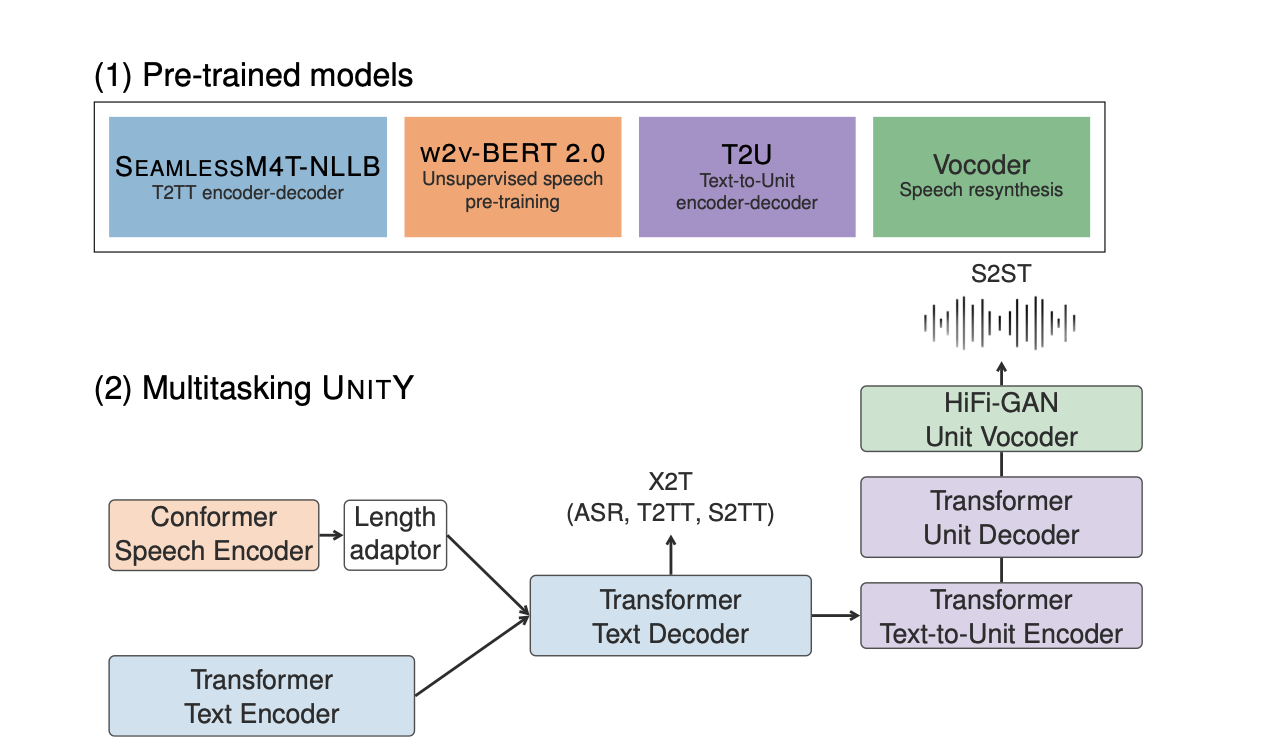 (1) Pre-trained models
SEAMLESSM4T-NLLB
T2TT encoder-decoder
w2v-BERT 2.0
Unsupervised speech
pre-training
T2U
Text-to-Unit
encoder-decoder
Vocoder
Speech resynthesis
S2ST
(2) Multitasking UNITY
HiFi-GAN
Unit Vocoder
X2T
(ASR, T2TT, S2TT)
Transformer
Unit Decoder
Conformer
Speech Encoder
Length
adaptor
Transformer
Text Decoder
Transformer
Text-to-Unit Encoder
Transformer
Text Encoder